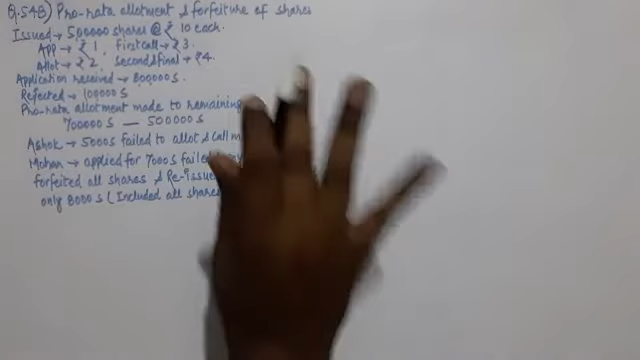 Q.54B) Pro-rata allotment & forfeiture of shares
Issued → 500000 shares @ ₹ 10 each.
APP → ₹ 1, First call → ₹ 3.
Allot → ₹ 2, Second & final → ₹ 4.
Application received → 800000 S.
Rejected → 100000 S
Pro-rata allotment made to remaining
700000 S — 500000 S
Ashok → 5000 S failed to allot & Call m
Mohan → applied for 7000 S failed
forfeited all shares & Re-issue
only 8000 S (Included all shares